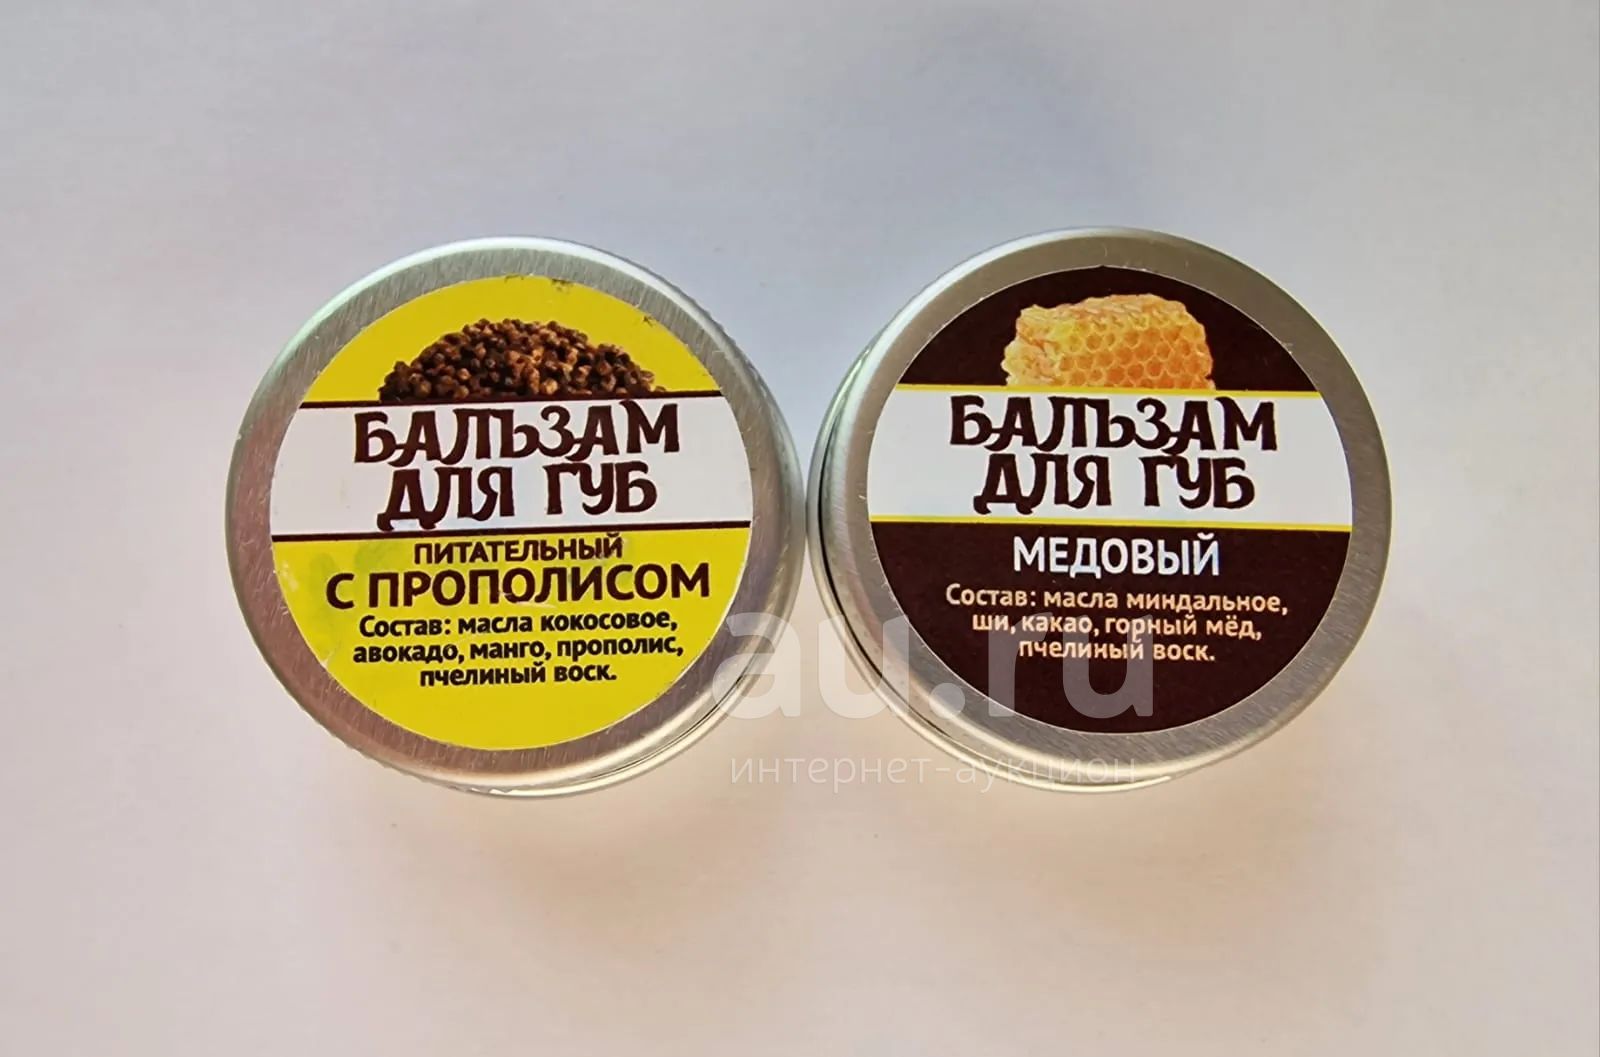 БАЛЬЗАМ
ДЛЯ ГУБ
ПИТАТЕЛЬНЫЙ
С ПРОПОЛИСОМ
Состав: масла кокосовое,
авокадо, манго, прополис,
пчелиный воск.
БАЛЬЗАМ
ДЛЯ ГУБ
МЕДОВЫЙ
Состав: масла миндальное,
ши, какао, горный мёд,
пчелиный воск.
au.ru
интернет-аукцион